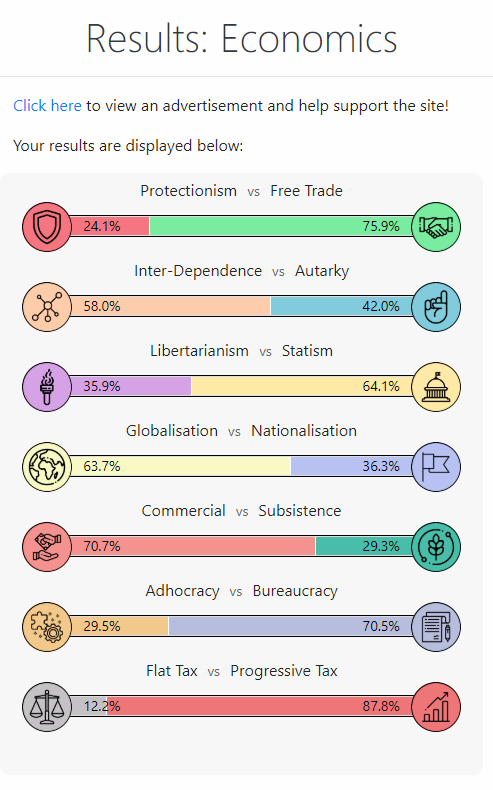 Results: Economics
Click here to view an advertisement and help support the site!
Your results are displayed below:
Protectionism vs Free Trade
24.1% 75.9%
Inter-Dependence vs Autarky
58.0% 42.0%
Libertarianism vs Statism
35.9% 64.1%
Globalisation vs Nationalisation
63.7% 36.3%
Commercial vs Subsistence
70.7% 29.3%
Adhocracy vs Bureaucracy
29.5% 70.5%
Flat Tax vs Progressive Tax
12.2% 87.8%